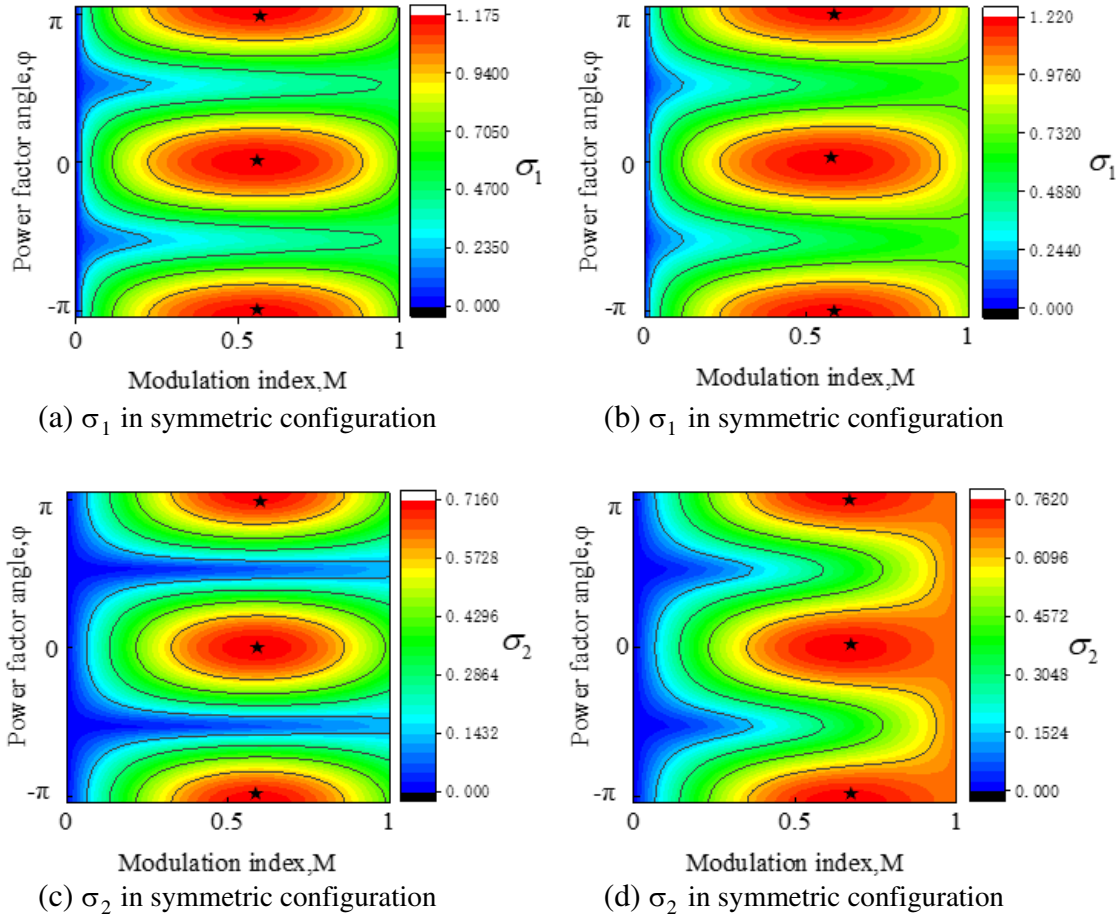 π
0
-π
Power factor angle,φ
0
0.5
1
Modulation index,M
1. 175
0. 9400
0. 7050
0. 4700
0. 2350
0. 000
σ1
(a) σ1 in symmetric configuration
π
0
-π
Power factor angle,φ
0
0.5
1
Modulation index,M
1. 220
0. 9760
0. 7320
0. 4880
0. 2440
0. 000
σ1
(b) σ1 in symmetric configuration
π
0
-π
Power factor angle,φ
0
0.5
1
Modulation index,M
0. 7160
0. 5728
0. 4296
0. 2864
0. 1432
0. 000
σ2
(c) σ2 in symmetric configuration
π
0
-π
Power factor angle,φ
0
0.5
1
Modulation index,M
0. 7620
0. 6096
0. 4572
0. 3048
0. 1524
0. 000
σ2
(d) σ2 in symmetric configuration